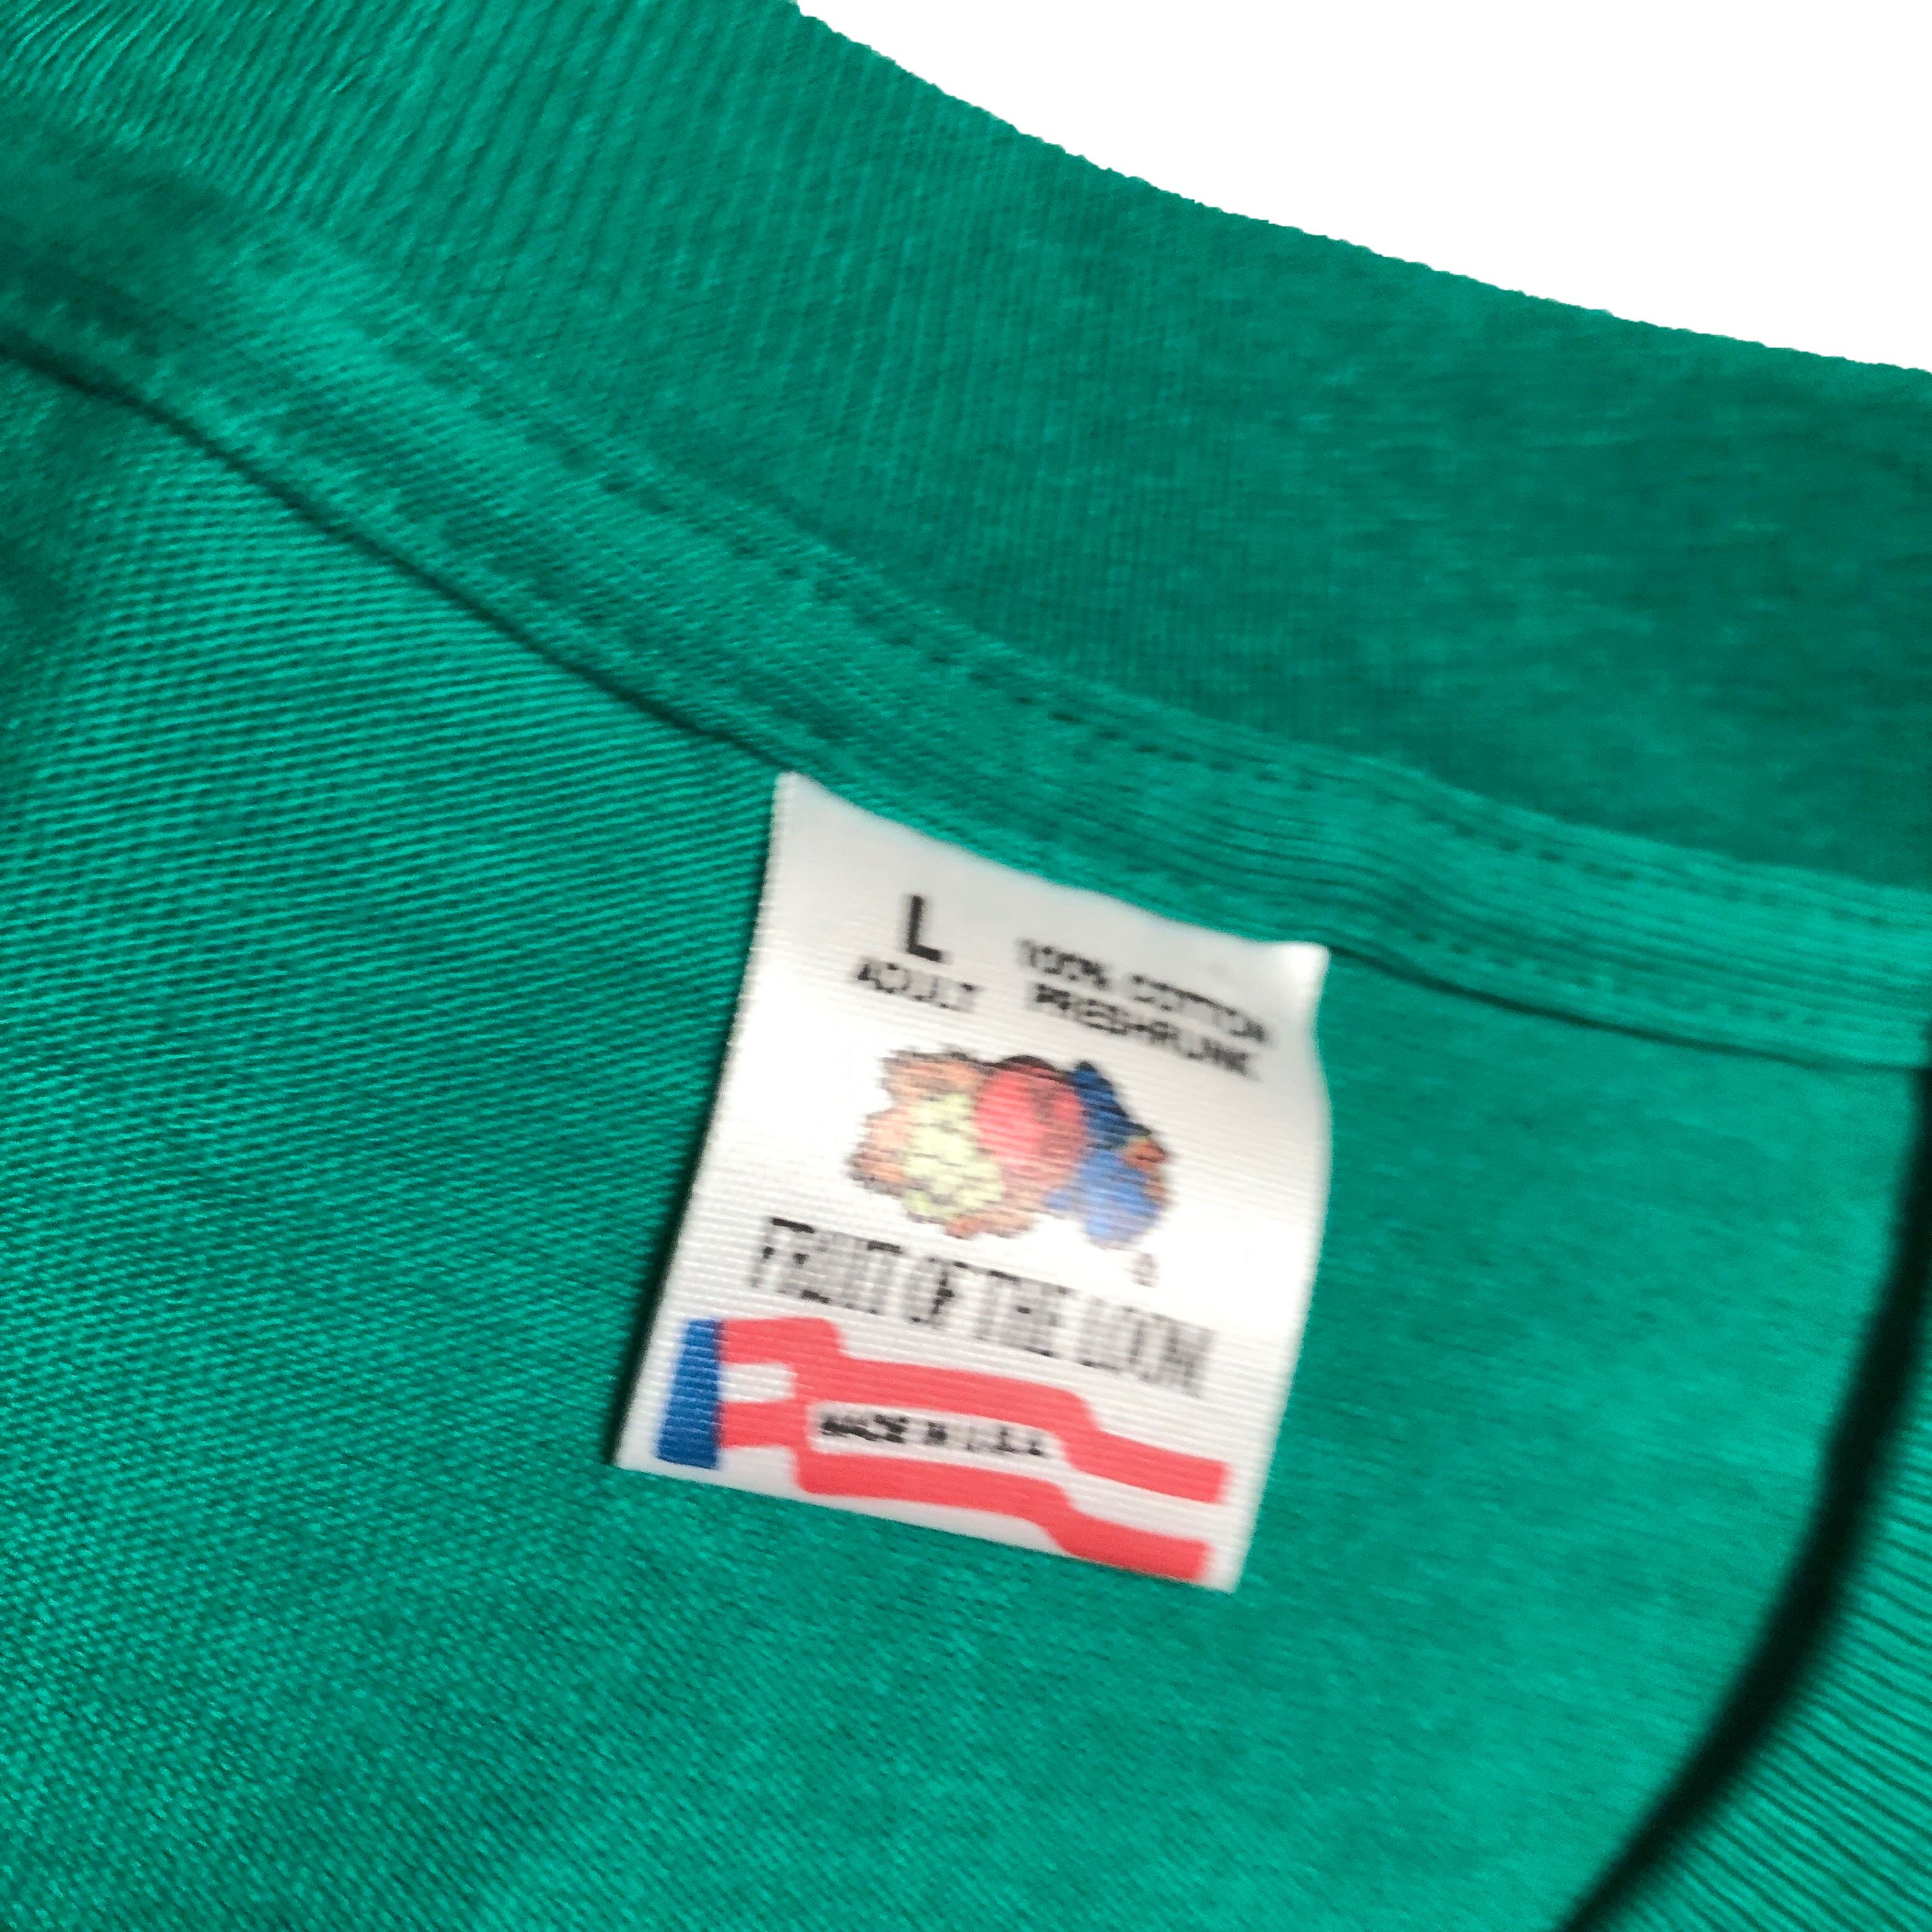 L
ADULT
100% COTTON
PRESHRUNK
®
FRUIT OF THE LOOM
MADE IN U.S.A.